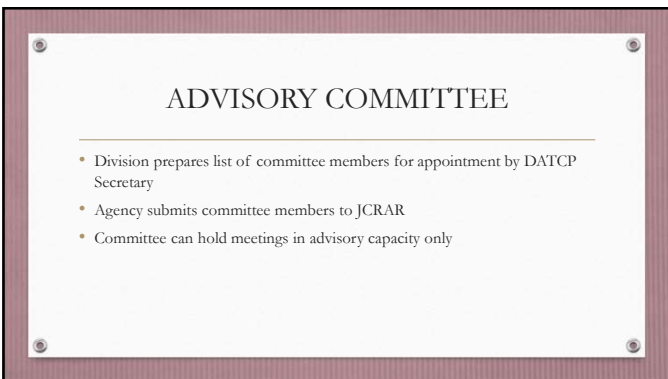 ADVISORY COMMITTEE
• Division prepares list of committee members for appointment by DATCP
Secretary
• Agency submits committee members to JCRAR
• Committee can hold meetings in advisory capacity only